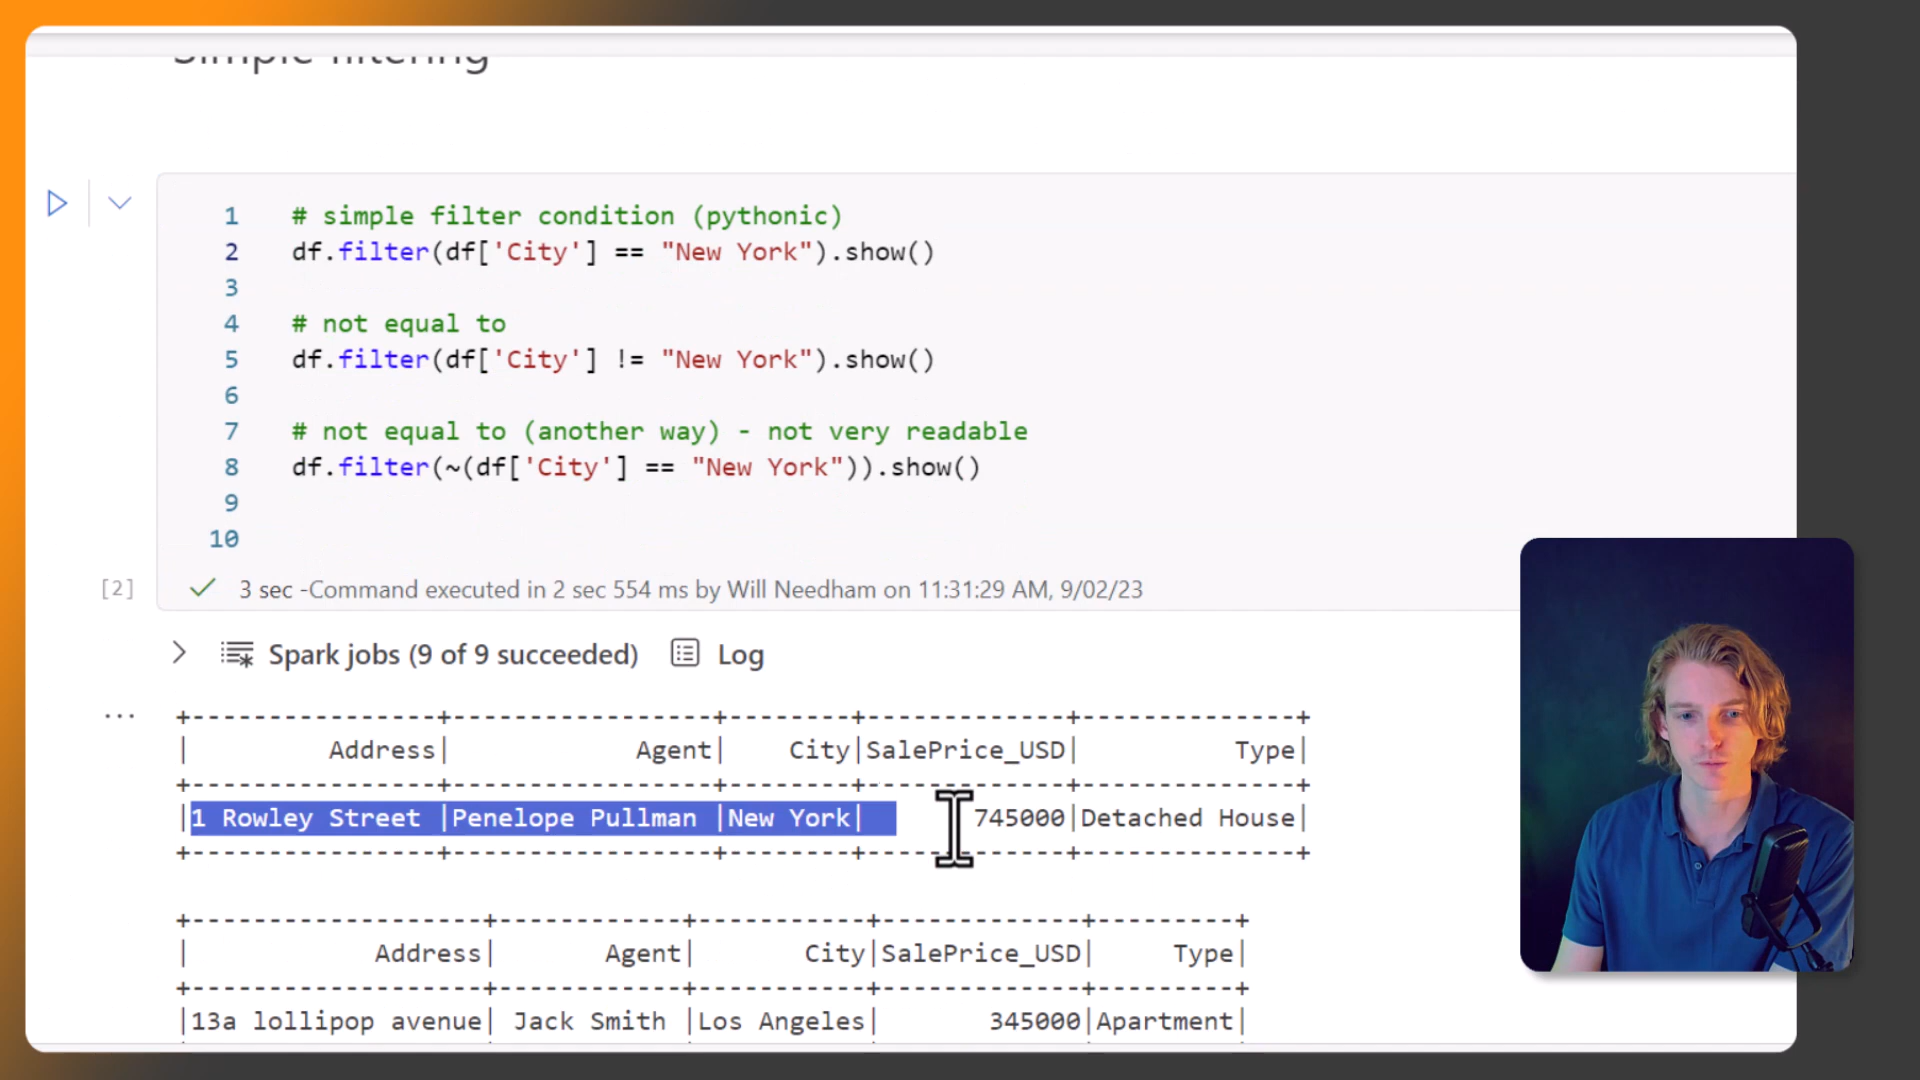 Simple filtering
1 # simple filter condition (pythonic)
2 df.filter(df['City'] == "New York").show()
3
4 # not equal to
5 df.filter(df['City'] != "New York").show()
6
7 # not equal to (another way) - not very readable
8 df.filter(~(df['City'] == "New York")).show()
9
10
[2] 3 sec -Command executed in 2 sec 554 ms by Will Needham on 11:31:29 AM, 9/02/23
Spark jobs (9 of 9 succeeded) Log
...
+-----------------+-----------------+--------+-------------+--------------+
|          Address|            Agent|    City|SalePrice_USD|          Type|
+-----------------+-----------------+--------+-------------+--------------+
|1 Rowley Street |Penelope Pullman |New York|       745000|Detached House|
+-----------------+-----------------+--------+-------------+--------------+
+-------------------+------------+-----------+-------------+---------+
|            Address|       Agent|       City|SalePrice_USD|     Type|
+-------------------+------------+-----------+-------------+---------+
|13a lollipop avenue| Jack Smith |Los Angeles|       345000|Apartment|